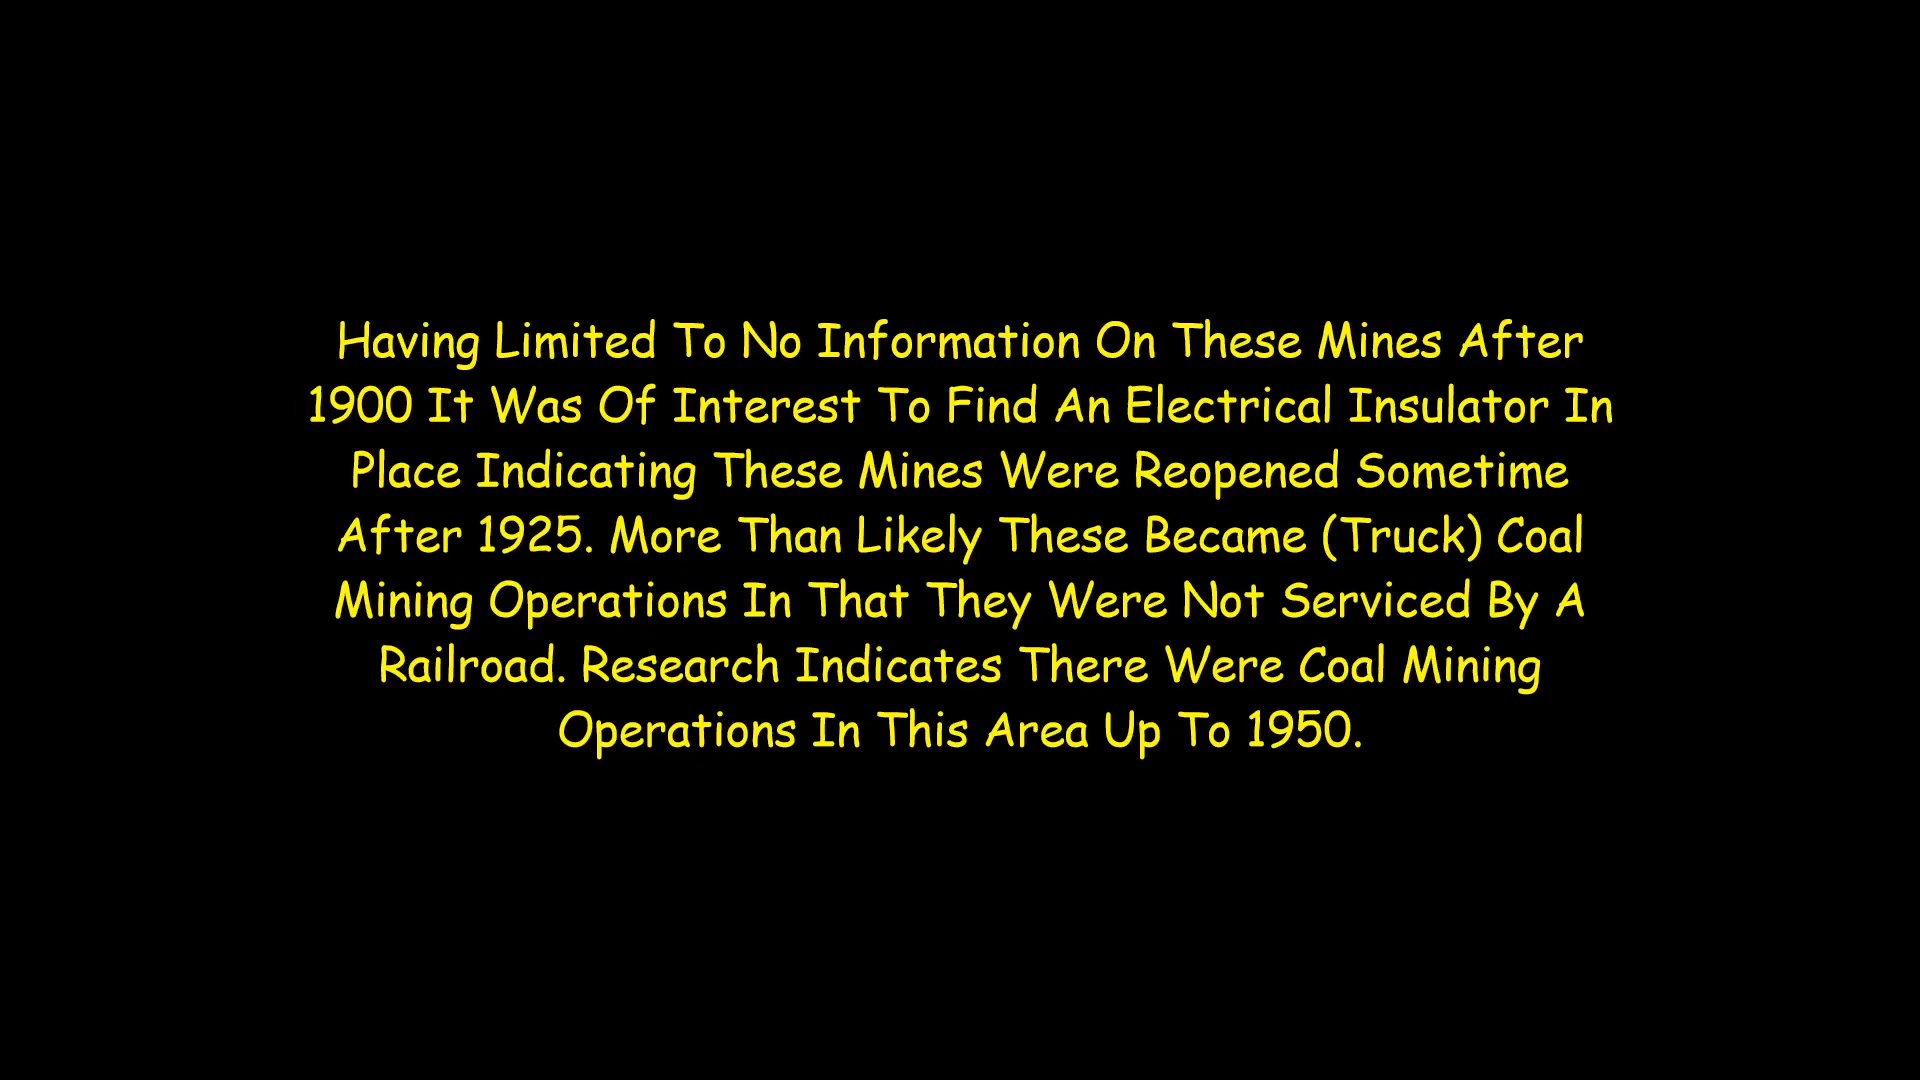 Having Limited To No Information On These Mines After
1900 It Was Of Interest To Find An Electrical Insulator In
Place Indicating These Mines Were Reopened Sometime
After 1925. More Than Likely These Became (Truck) Coal
Mining Operations In That They Were Not Serviced By A
Railroad. Research Indicates There Were Coal Mining
Operations In This Area Up To 1950.